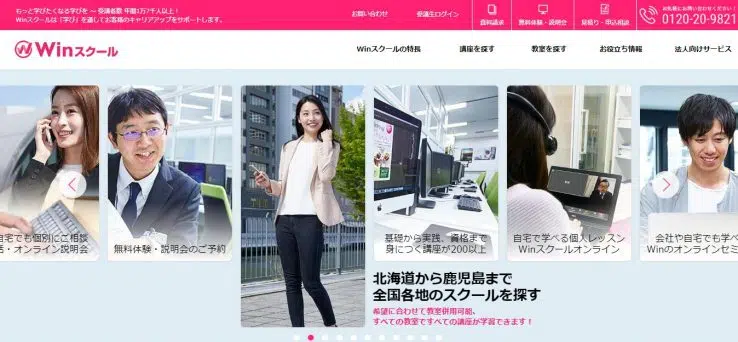 もっと学びたくなる学びを ― 受講者数 年間1万7千人以上!
Winスクールは「学び」を通してお客様のキャリアアップをサポートします。
お問い合わせ
受講生ログイン
資料請求
無料体験・説明会
見積り・申込相談
お気軽にお問い合わせください!
0120-20-9821
Winスクール
Winスクールの特長
講座を探す
教室を探す
お役立ち情報
法人向けサービス
自宅でも個別にご相談
話・オンライン説明会
無料体験・説明会のご予約
基礎から実践、資格まで
身につく講座が200以上
自宅で学べる個人レッスン
Winスクールオンライン
会社や自宅でも学べ
Winのオンラインセミ
北海道から鹿児島まで
全国各地のスクールを探す
希望に合わせて教室併用可能、
すべての教室ですべての講座が学習できます!